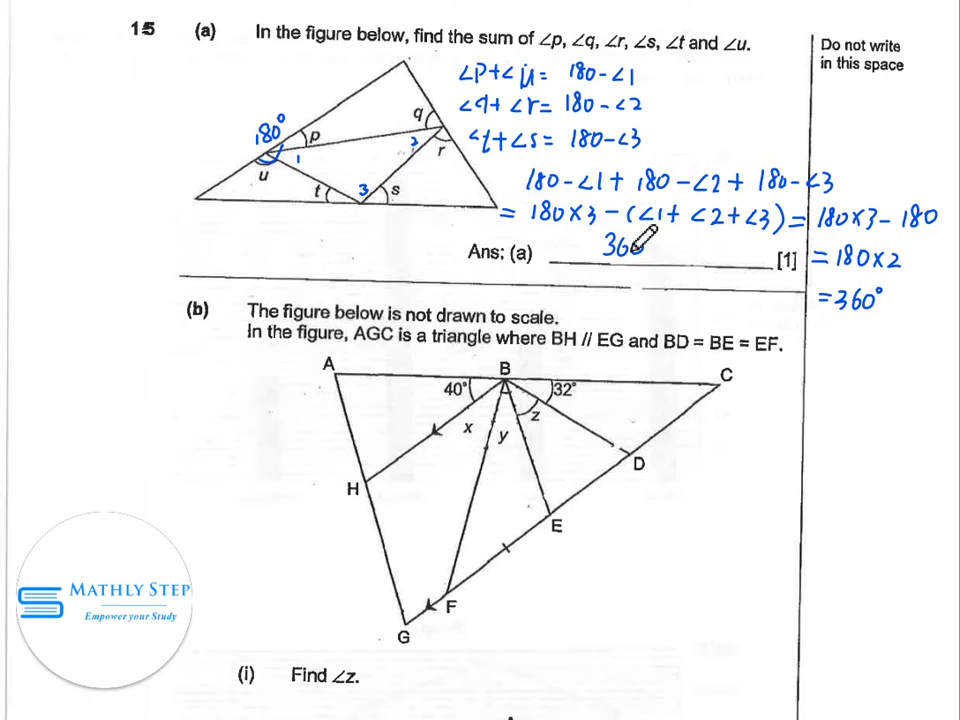 15 (a) In the figure below, find the sum of ∠p, ∠q, ∠r, ∠s, ∠t and ∠u.
Do not write
in this space
∠p+∠u= 180-∠1
∠q+ ∠r= 180-∠2
∠t+∠s= 180-∠3
180° p q r 1 2 u t 3 s
180-∠1+ 180-∠2+ 180-∠3
= 180×3-(∠1+ ∠2+∠3)= 180×3-180
= 180×2
=360°
Ans: (a) 360 [1]
(b) The figure below is not drawn to scale.
In the figure, AGC is a triangle where BH // EG and BD = BE = EF.
A B C
40° 32°
x y z
H D
E
F
G
MATHLY STEP
Empower your Study
(i) Find ∠z.